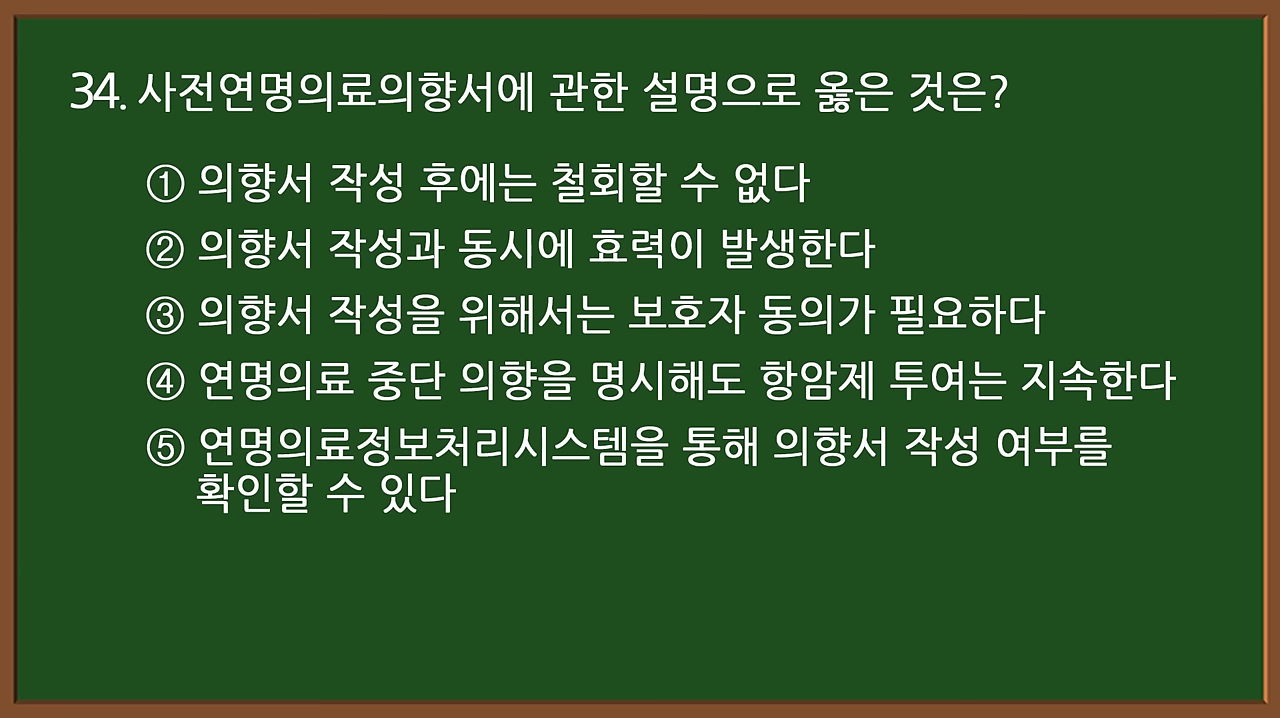 34. 사전연명의료의향서에 관한 설명으로 옳은 것은?
① 의향서 작성 후에는 철회할 수 없다
② 의향서 작성과 동시에 효력이 발생한다
③ 의향서 작성을 위해서는 보호자 동의가 필요하다
④ 연명의료 중단 의향을 명시해도 항암제 투여는 지속한다
⑤ 연명의료정보처리시스템을 통해 의향서 작성 여부를
확인할 수 있다